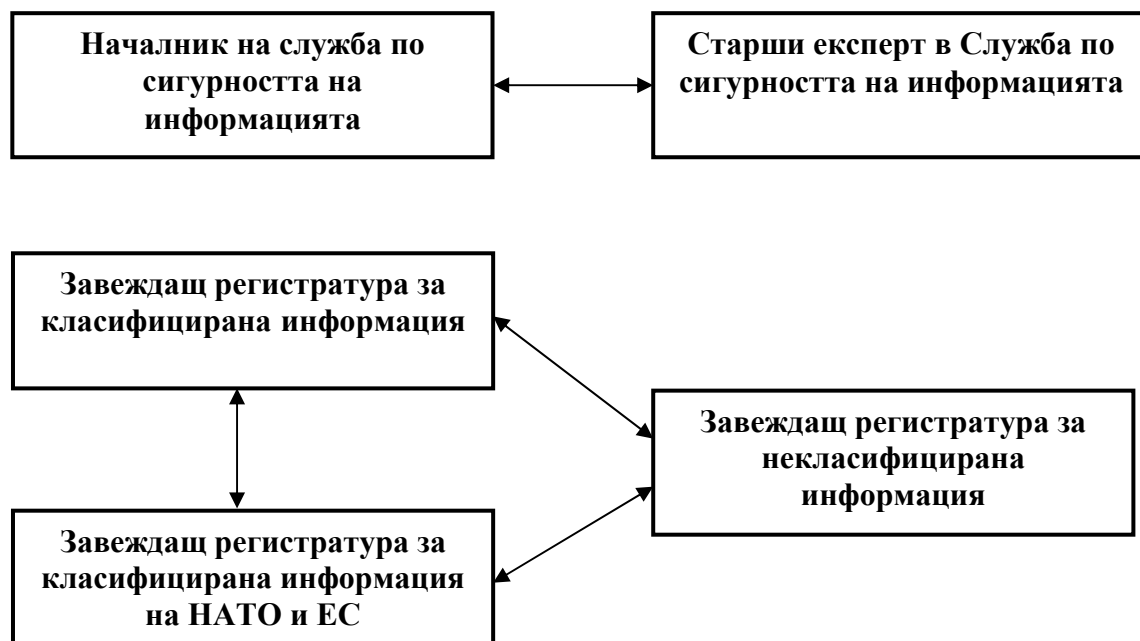 Началник на служба по
сигурността на
информацията
Старши експерт в Служба по
сигурността на информацията
Завеждащ регистратура за
класифицирана информация
Завеждащ регистратура за
некласифицирана
информация
Завеждащ регистратура за
класифицирана информация
на НАТО и ЕС